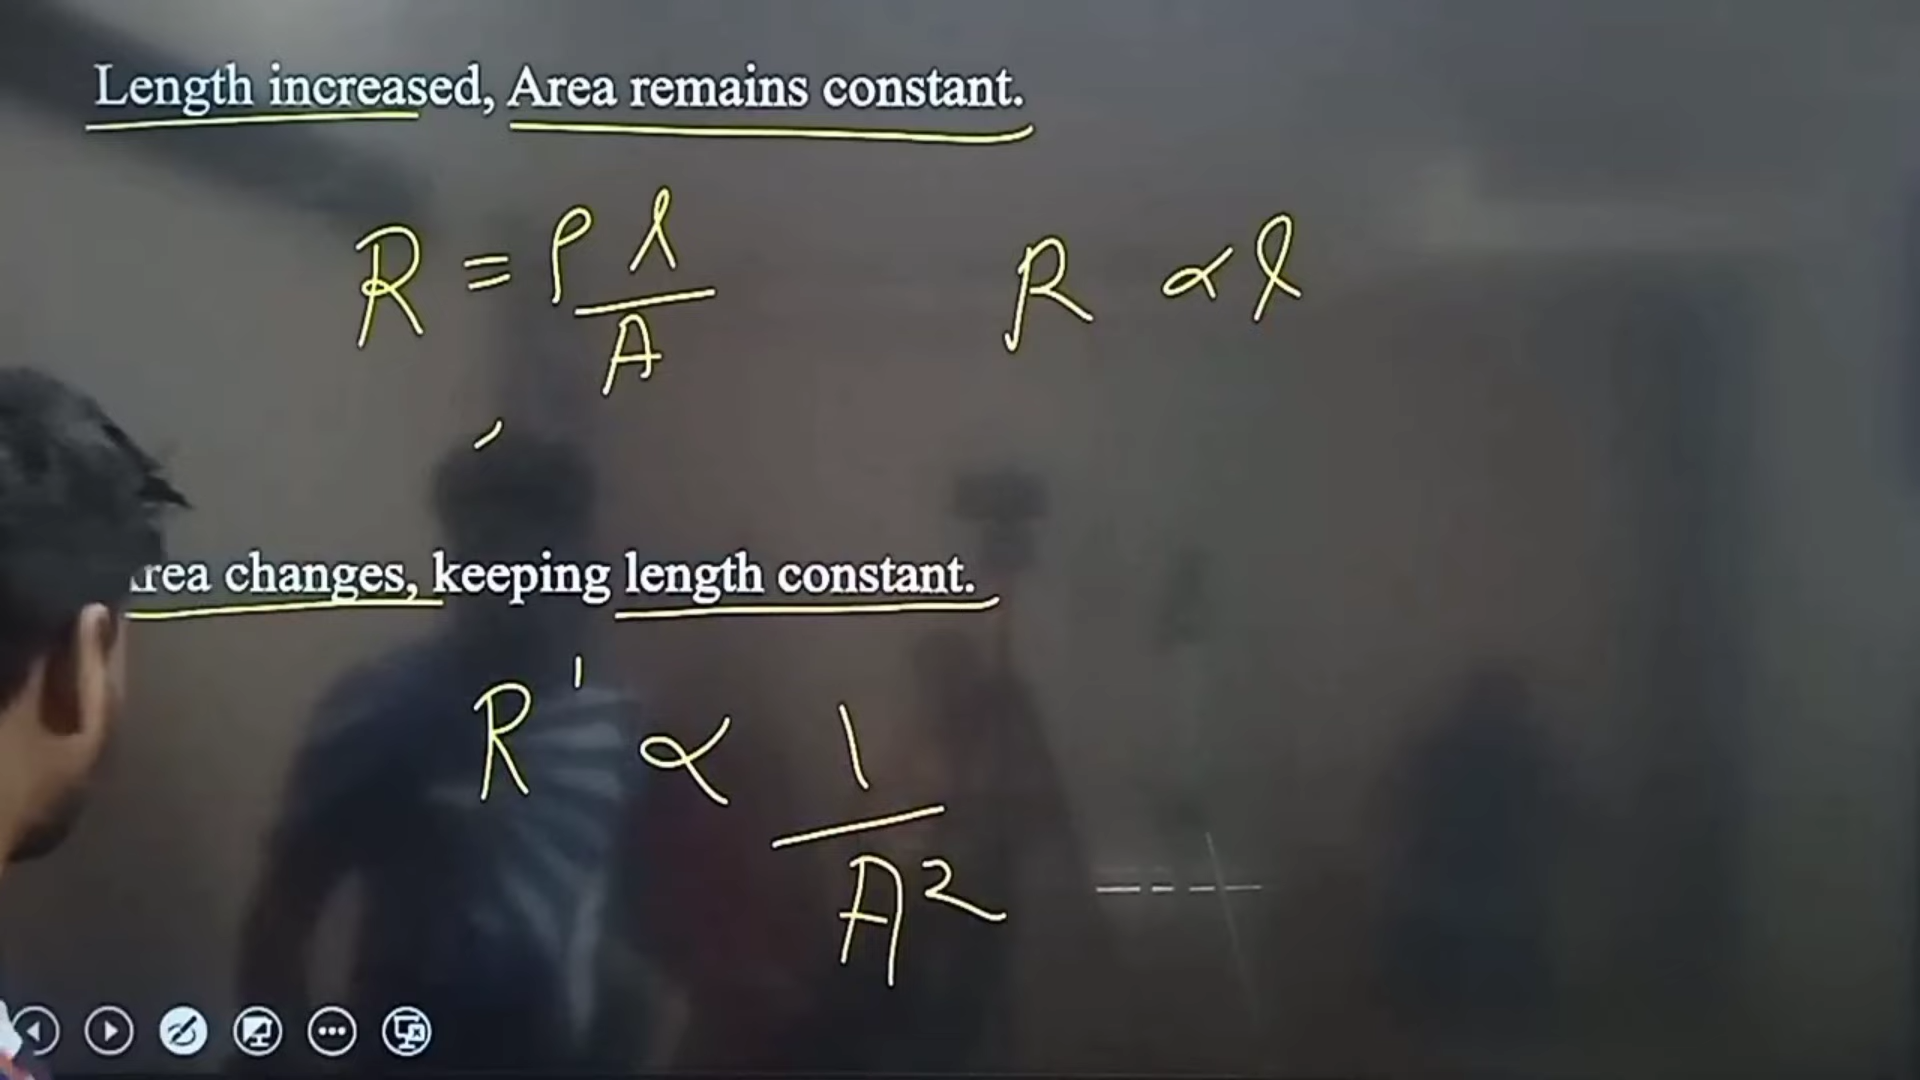 Length increased, Area remains constant.
R = ρ l / A
R ∝ l
rea changes, keeping length constant.
R' ∝ 1 / A²